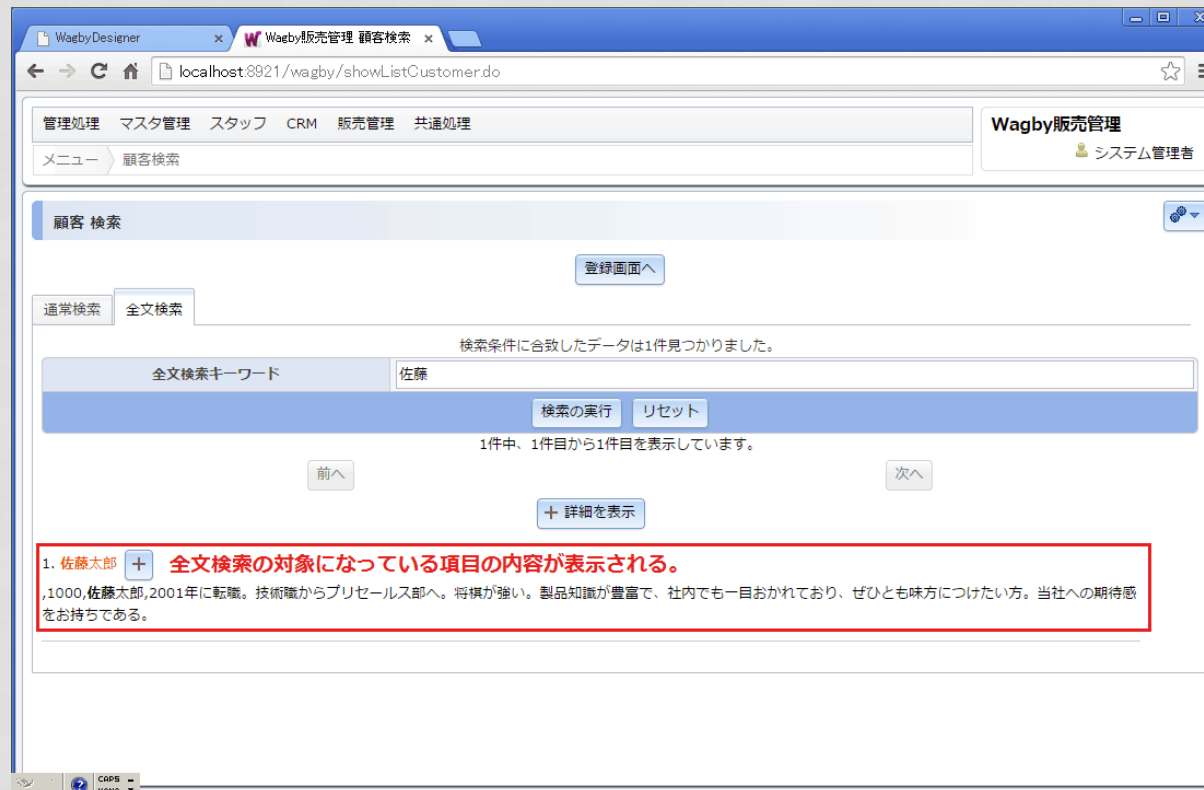 WagbyDesigner
Wagby販売管理 顧客検索
localhost:8921/wagby/showListCustomer.do
管理処理 マスタ管理 スタッフ CRM 販売管理 共通処理
Wagby販売管理
システム管理者
メニュー 顧客検索
顧客 検索
登録画面へ
通常検索 全文検索
検索条件に合致したデータは1件見つかりました。
全文検索キーワード 佐藤
検索の実行 リセット
1件中、1件目から1件目を表示しています。
前へ 次へ
+ 詳細を表示
1. 佐藤太郎 + 全文検索の対象になっている項目の内容が表示される。
,1000,佐藤太郎,2001年に転職。技術職からプリセールス部へ。将棋が強い。製品知識が豊富で、社内でも一目おかれており、ぜひとも味方につけたい方。当社への期待感
をお持ちである。
CAPS